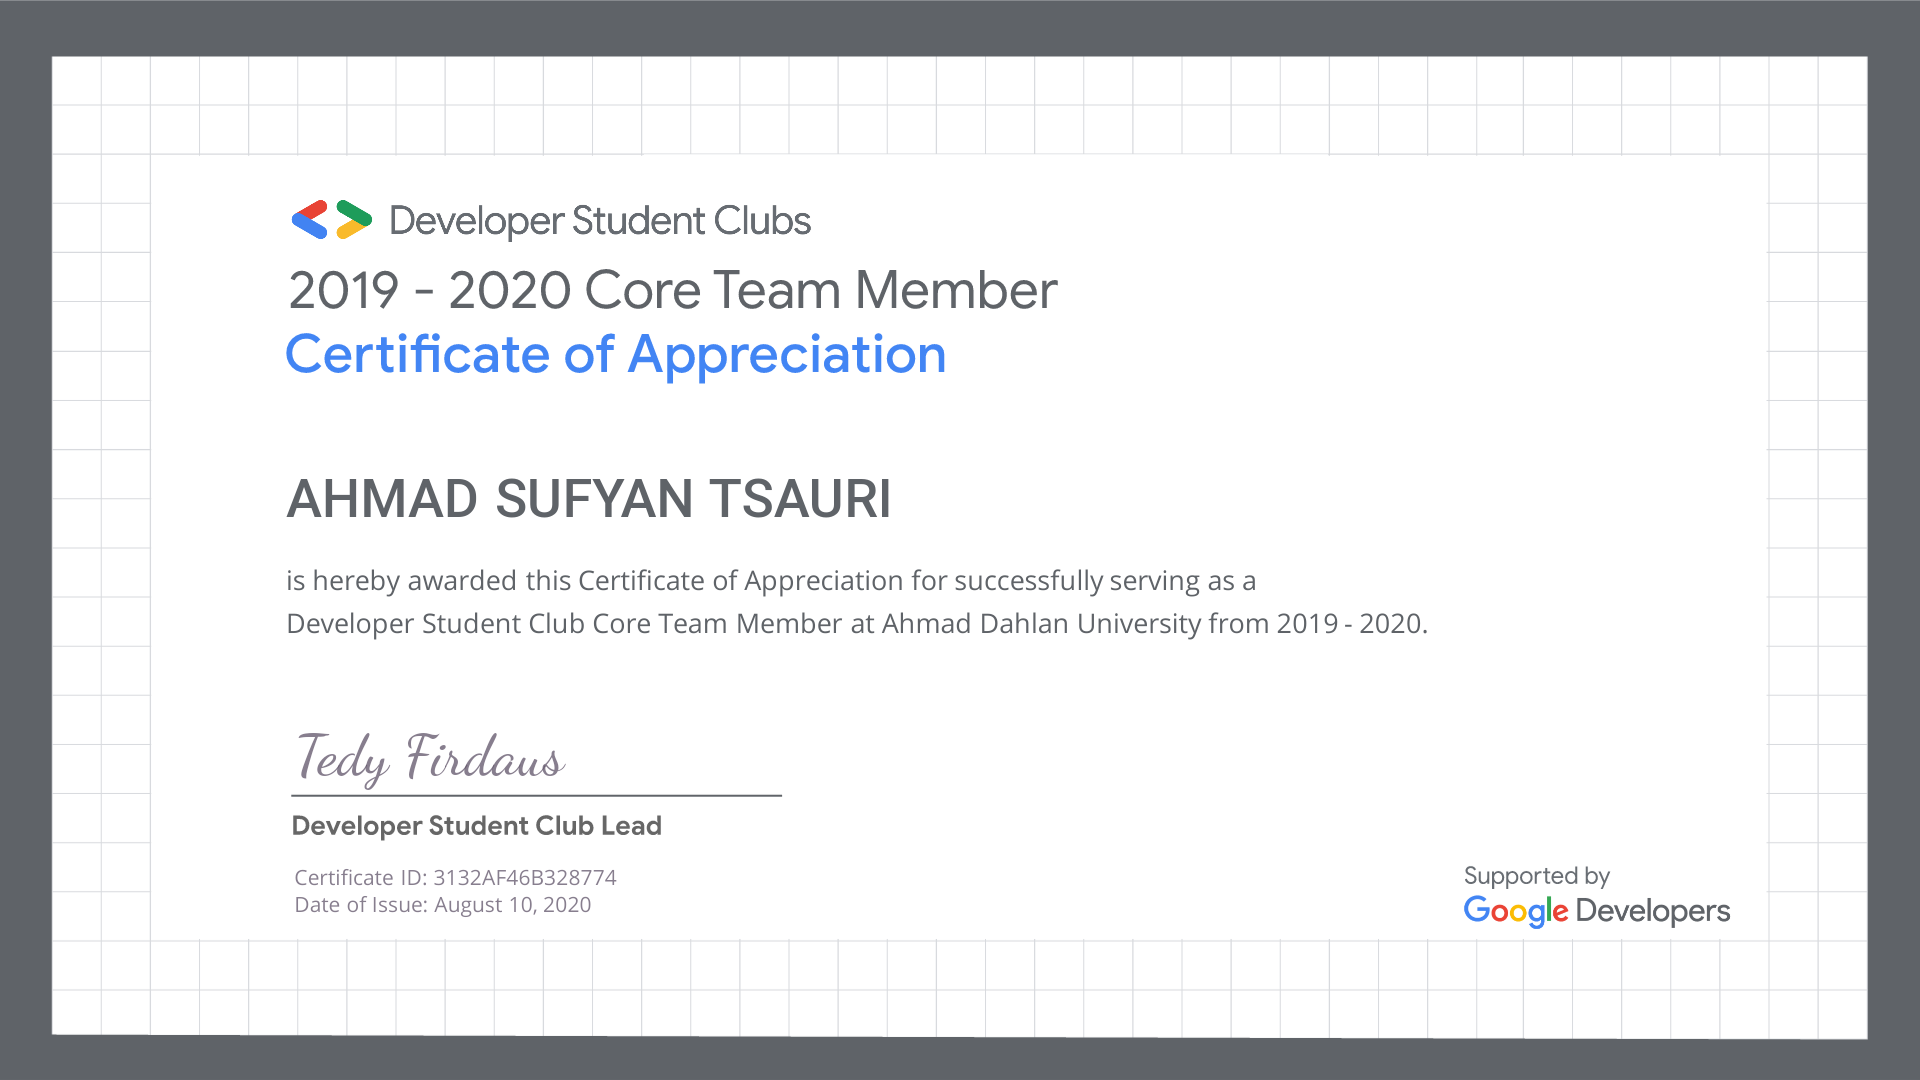 Developer Student Clubs
2019 - 2020 Core Team Member
Certificate of Appreciation
AHMAD SUFYAN TSAURI
is hereby awarded this Certificate of Appreciation for successfully serving as a
Developer Student Club Core Team Member at Ahmad Dahlan University from 2019 - 2020.
Tedy Firdaus
Developer Student Club Lead
Certificate ID: 3132AF46B328774
Date of Issue: August 10, 2020
Supported by
Google Developers